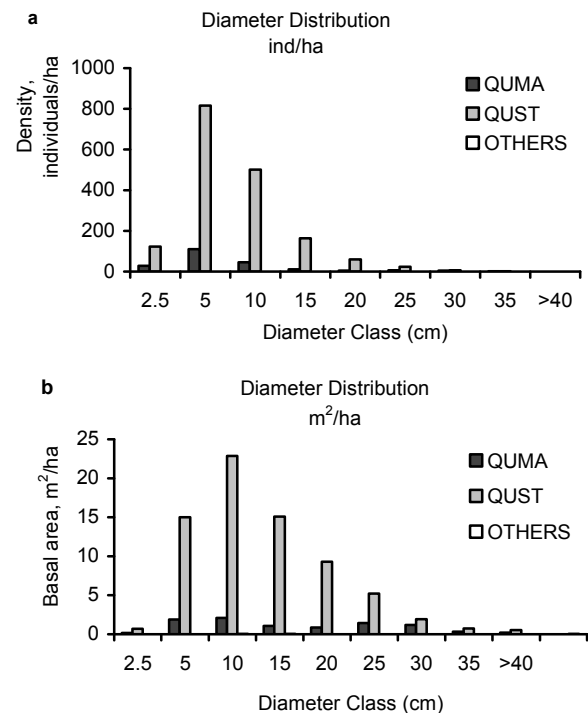 a
Diameter Distribution
ind/ha
Density,
individuals/ha
1000
800
600
400
200
0
QUMA
QUST
OTHERS
2.5 5 10 15 20 25 30 35 >40
Diameter Class (cm)
b
Diameter Distribution
m²/ha
Basal area, m²/ha
25
20
15
10
5
0
QUMA
QUST
OTHERS
2.5 5 10 15 20 25 30 35 >40
Diameter Class (cm)